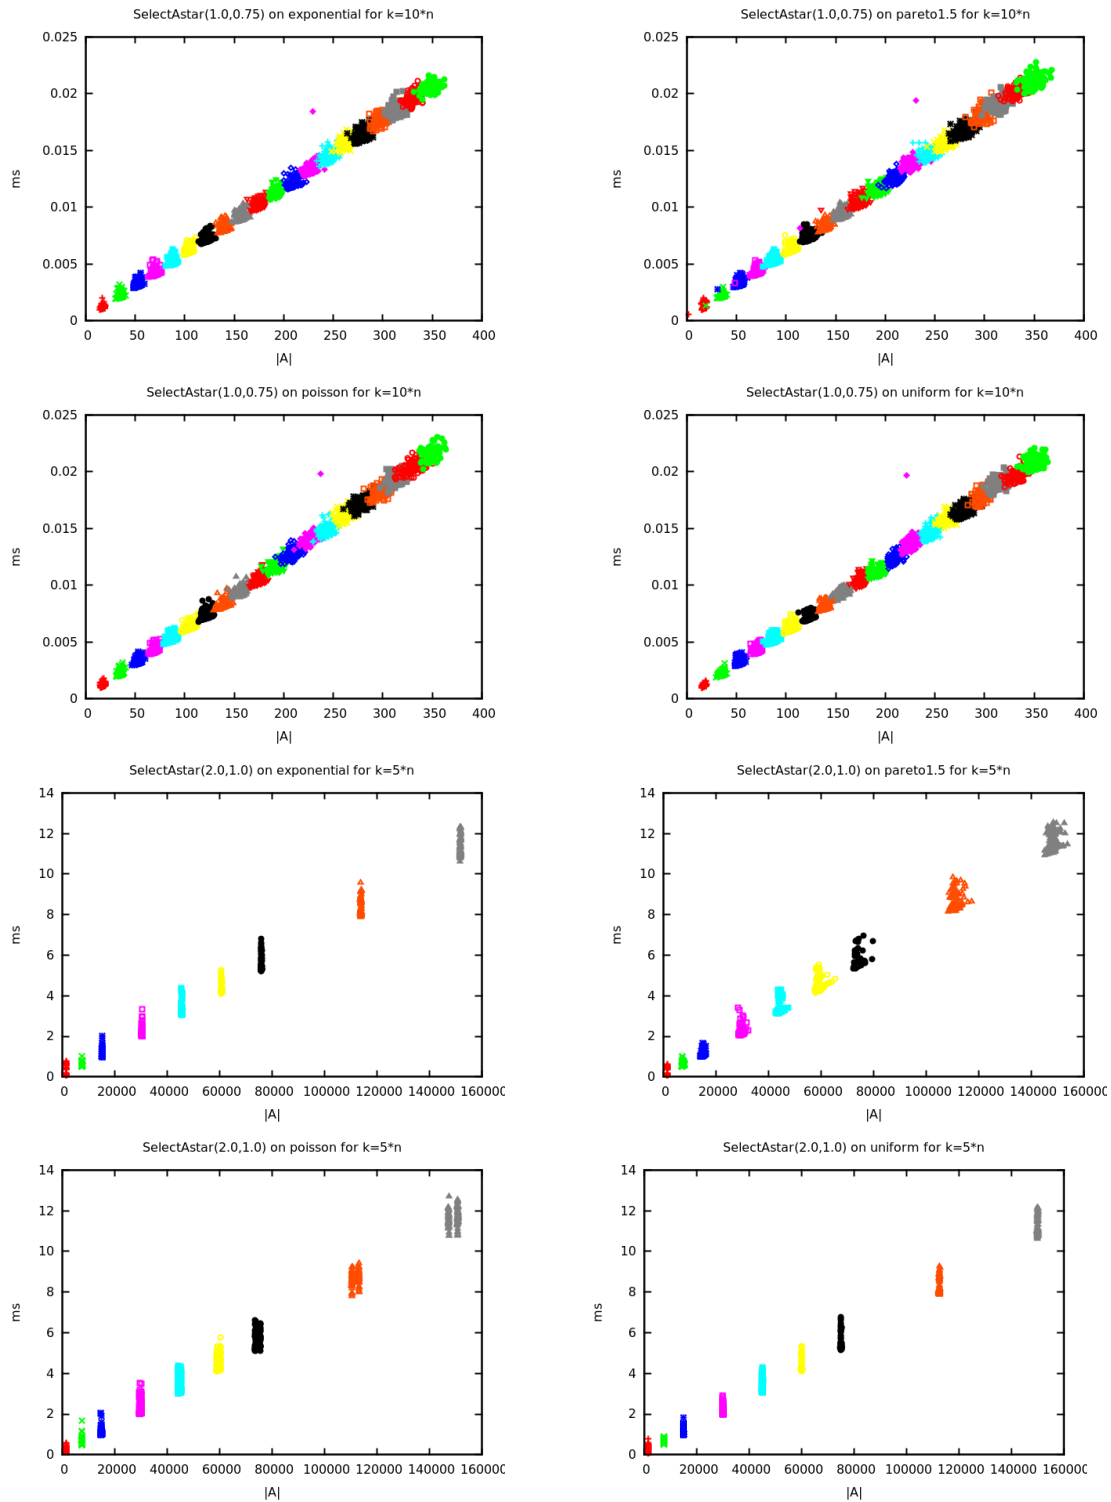 SelectAstar(1.0,0.75) on exponential for k=10*n
0.025
0.02
0.015
0.01
0.005
0
ms
0 50 100 150 200 250 300 350 400
|A|
SelectAstar(1.0,0.75) on pareto1.5 for k=10*n
0.025
0.02
0.015
0.01
0.005
0
ms
0 50 100 150 200 250 300 350 400
|A|
SelectAstar(1.0,0.75) on poisson for k=10*n
0.025
0.02
0.015
0.01
0.005
0
ms
0 50 100 150 200 250 300 350 400
|A|
SelectAstar(1.0,0.75) on uniform for k=10*n
0.025
0.02
0.015
0.01
0.005
0
ms
0 50 100 150 200 250 300 350 400
|A|
SelectAstar(2.0,1.0) on exponential for k=5*n
14
12
10
8
6
4
2
0
ms
0 20000 40000 60000 80000 100000 120000 140000 16000
|A|
SelectAstar(2.0,1.0) on pareto1.5 for k=5*n
14
12
10
8
6
4
2
0
ms
0 20000 40000 60000 80000 100000 120000 140000 160000
|A|
SelectAstar(2.0,1.0) on poisson for k=5*n
14
12
10
8
6
4
2
0
ms
0 20000 40000 60000 80000 100000 120000 140000 16000
|A|
SelectAstar(2.0,1.0) on uniform for k=5*n
14
12
10
8
6
4
2
0
ms
0 20000 40000 60000 80000 100000 120000 140000 160000
|A|